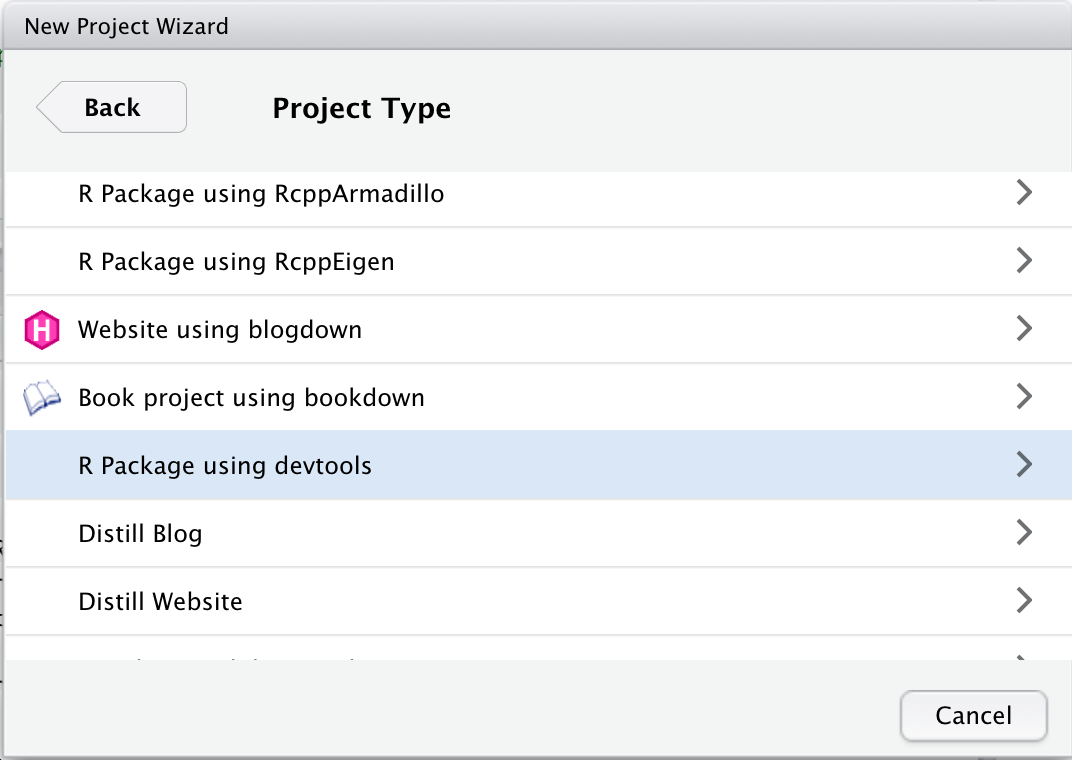 New Project Wizard
Back
Project Type
R Package using RcppArmadillo
R Package using RcppEigen
H
Website using blogdown
Book project using bookdown
R Package using devtools
Distill Blog
Distill Website
Cancel